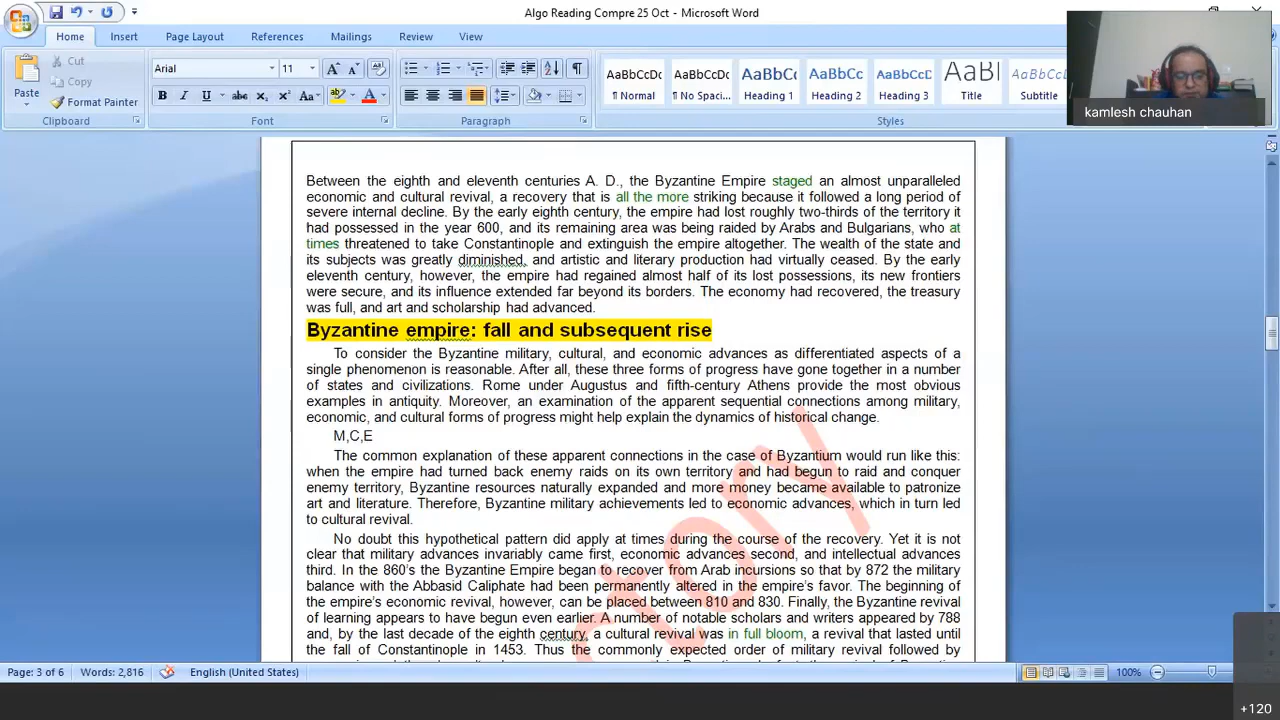 Algo Reading Compre 25 Oct - Microsoft Word
Home Insert Page Layout References Mailings Review View
Cut
Copy
Format Painter
Paste
Clipboard
Arial 11
Font
Paragraph
AaBbCcDc AaBbCcDc AaBbC AaBbCc AaBbCcD AaBI AaBbCcl
¶ Normal ¶ No Spaci... Heading 1 Heading 2 Heading 3 Title Subtitle
Styles
kamlesh chauhan
Between the eighth and eleventh centuries A. D., the Byzantine Empire staged an almost unparalleled
economic and cultural revival, a recovery that is all the more striking because it followed a long period of
severe internal decline. By the early eighth century, the empire had lost roughly two-thirds of the territory it
had possessed in the year 600, and its remaining area was being raided by Arabs and Bulgarians, who at
times threatened to take Constantinople and extinguish the empire altogether. The wealth of the state and
its subjects was greatly diminished, and artistic and literary production had virtually ceased. By the early
eleventh century, however, the empire had regained almost half of its lost possessions, its new frontiers
were secure, and its influence extended far beyond its borders. The economy had recovered, the treasury
was full, and art and scholarship had advanced.
Byzantine empire: fall and subsequent rise
To consider the Byzantine military, cultural, and economic advances as differentiated aspects of a
single phenomenon is reasonable. After all, these three forms of progress have gone together in a number
of states and civilizations. Rome under Augustus and fifth-century Athens provide the most obvious
examples in antiquity. Moreover, an examination of the apparent sequential connections among military,
economic, and cultural forms of progress might help explain the dynamics of historical change.
M,C,E
The common explanation of these apparent connections in the case of Byzantium would run like this:
when the empire had turned back enemy raids on its own territory and had begun to raid and conquer
enemy territory, Byzantine resources naturally expanded and more money became available to patronize
art and literature. Therefore, Byzantine military achievements led to economic advances, which in turn led
to cultural revival.
No doubt this hypothetical pattern did apply at times during the course of the recovery. Yet it is not
clear that military advances invariably came first, economic advances second, and intellectual advances
third. In the 860's the Byzantine Empire began to recover from Arab incursions so that by 872 the military
balance with the Abbasid Caliphate had been permanently altered in the empire's favor. The beginning of
the empire's economic revival, however, can be placed between 810 and 830. Finally, the Byzantine revival
of learning appears to have begun even earlier. A number of notable scholars and writers appeared by 788
and, by the last decade of the eighth century, a cultural revival was in full bloom, a revival that lasted until
the fall of Constantinople in 1453. Thus the commonly expected order of military revival followed by
Page: 3 of 6 Words: 2,816 English (United States) 100%
+120